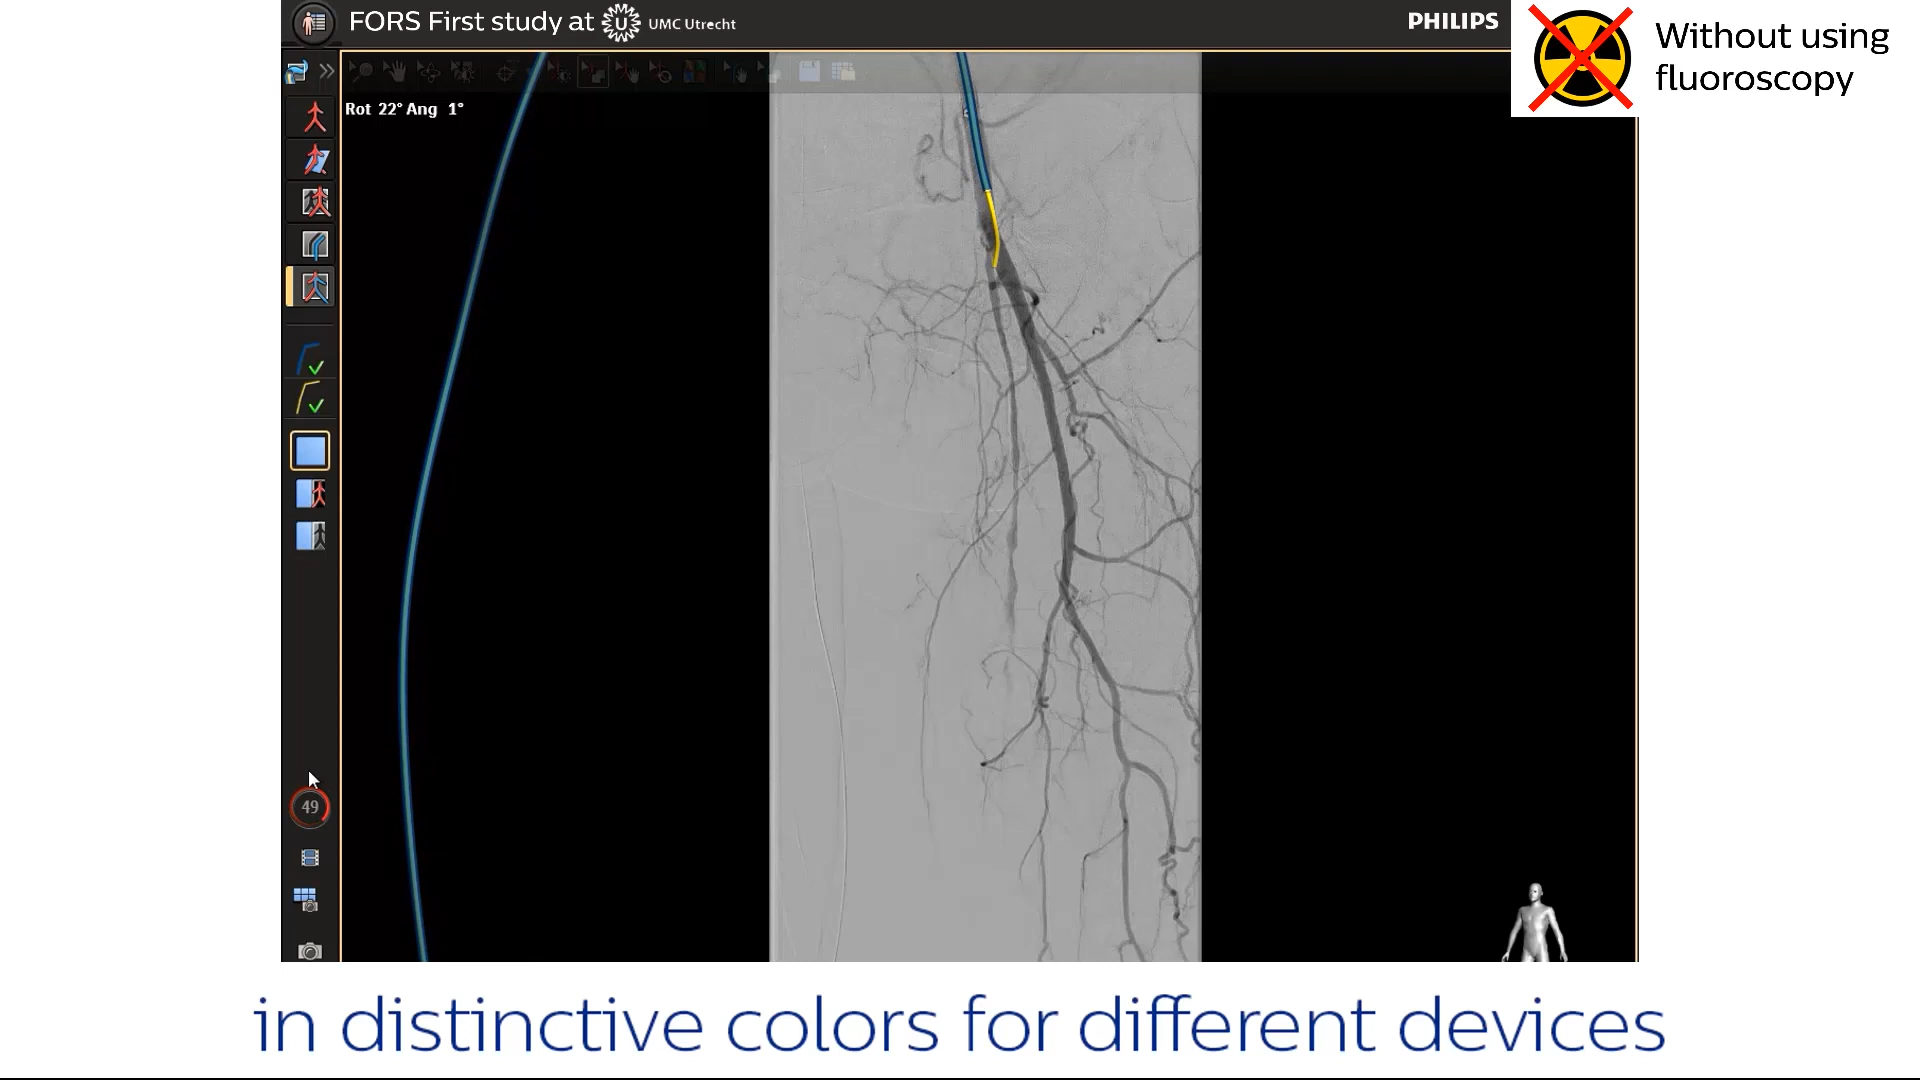 FORS First study at U UMC Utrecht
PHILIPS
Without using
fluoroscopy
Rot 22° Ang 1°
49
in distinctive colors for different devices